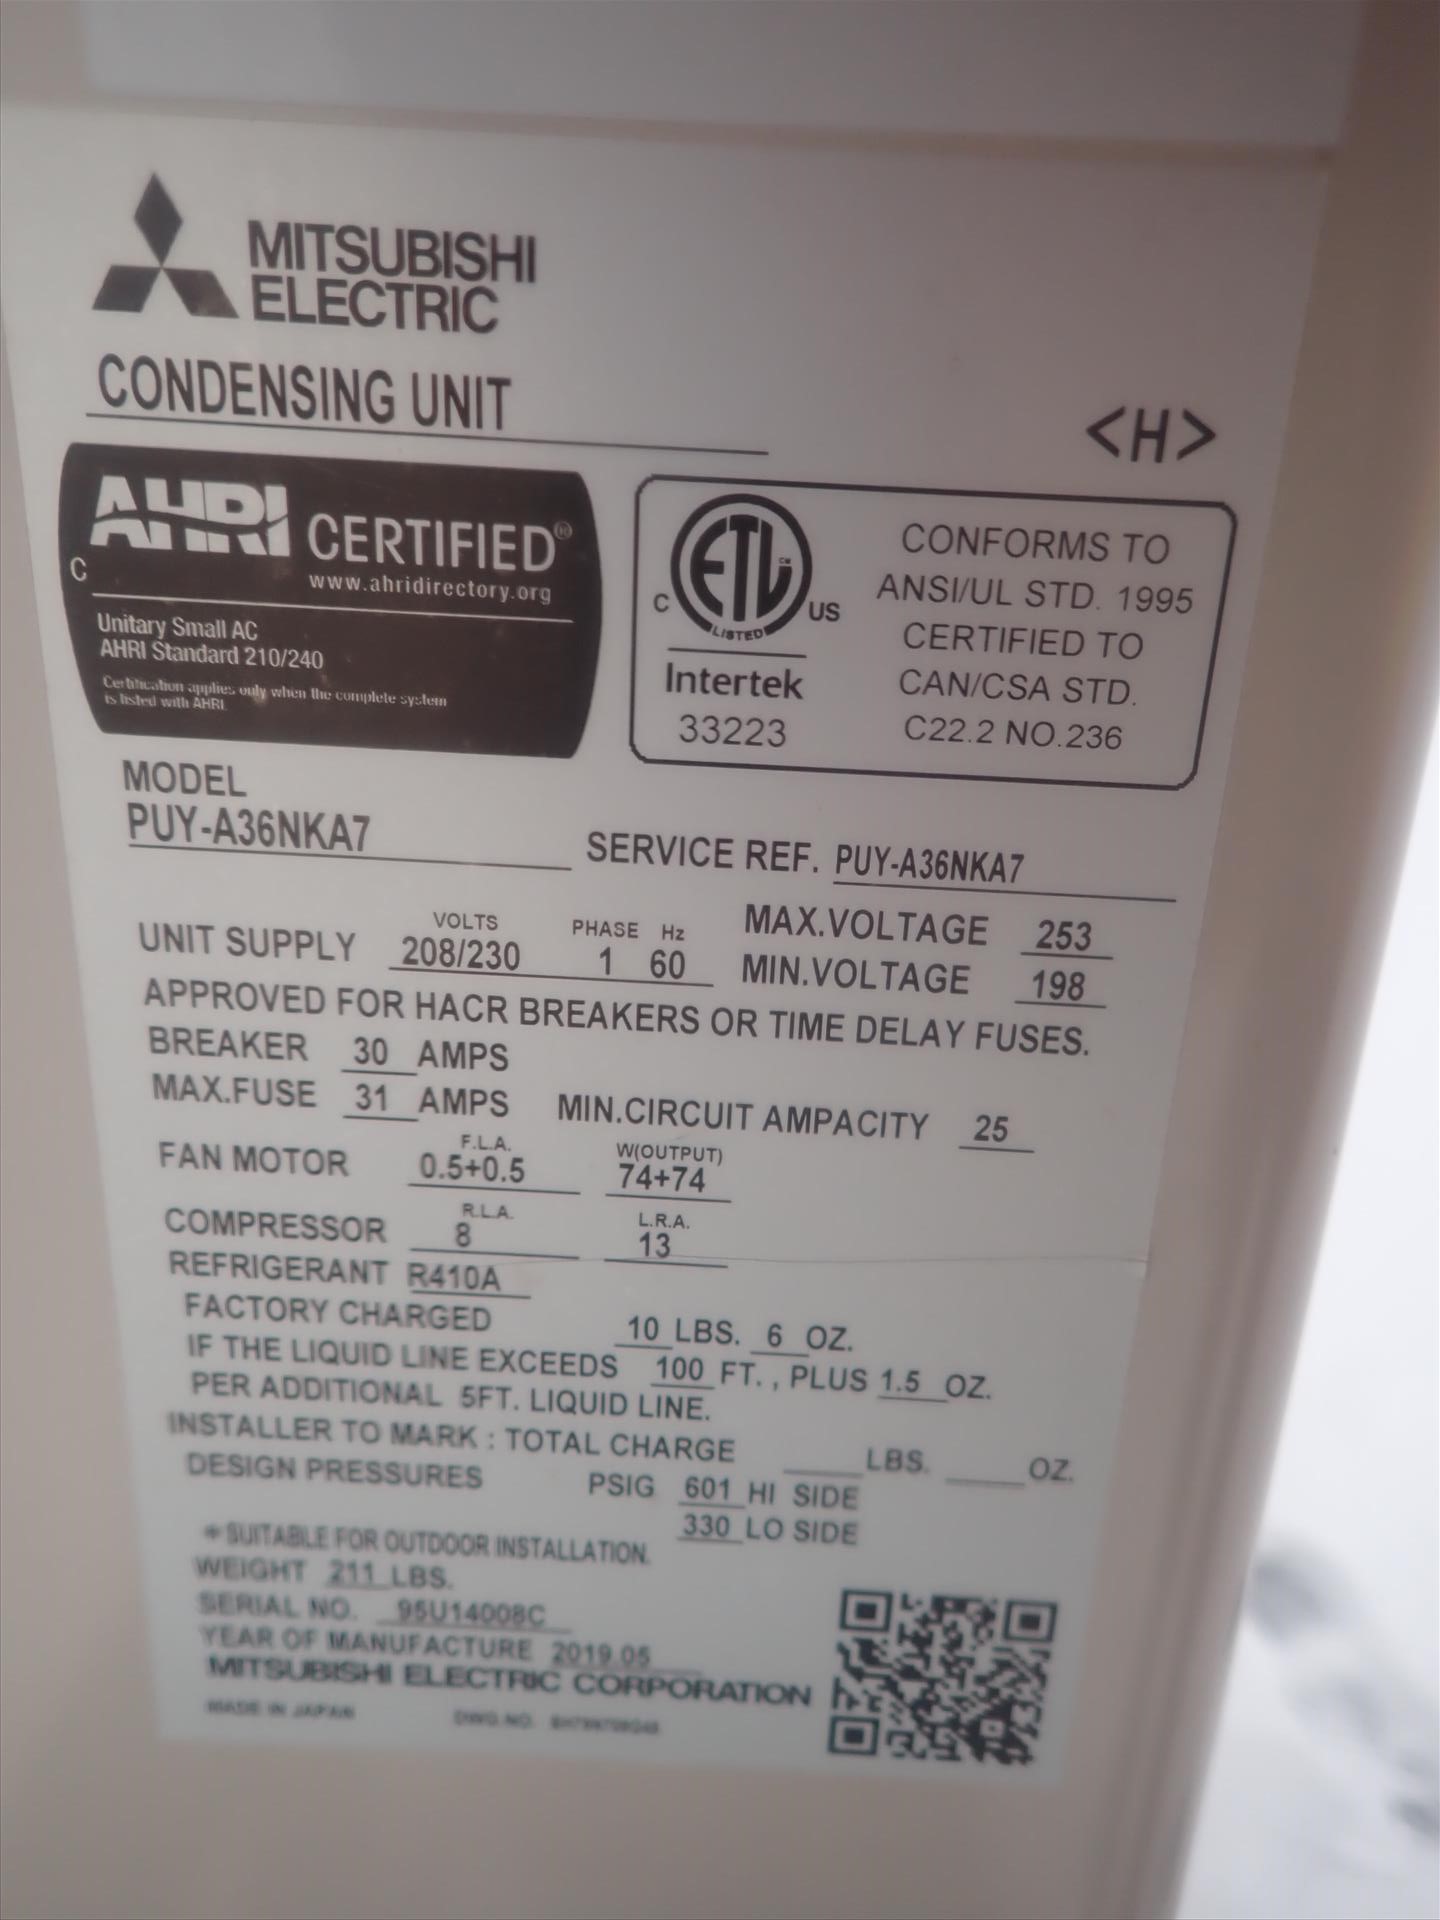 MITSUBISHI
ELECTRIC
CONDENSING UNIT
<H>
AHRI CERTIFIED®
www.ahridirectory.org
C
Unitary Small AC
AHRI Standard 210/240
Certification applies only when the complete system
is listed with AHRI.
C ETL CM US
LISTED
Intertek
33223
CONFORMS TO
ANSI/UL STD. 1995
CERTIFIED TO
CAN/CSA STD.
C22.2 NO.236
MODEL
PUY-A36NKA7
SERVICE REF. PUY-A36NKA7
VOLTS PHASE Hz
UNIT SUPPLY 208/230 1 60
MAX.VOLTAGE 253
MIN.VOLTAGE 198
APPROVED FOR HACR BREAKERS OR TIME DELAY FUSES.
BREAKER 30 AMPS
MAX.FUSE 31 AMPS MIN.CIRCUIT AMPACITY 25
F.L.A. W(OUTPUT)
FAN MOTOR 0.5+0.5 74+74
R.L.A. L.R.A.
COMPRESSOR 8 13
REFRIGERANT R410A
FACTORY CHARGED 10 LBS. 6 OZ.
IF THE LIQUID LINE EXCEEDS 100 FT., PLUS 1.5 OZ.
PER ADDITIONAL 5FT. LIQUID LINE.
INSTALLER TO MARK : TOTAL CHARGE LBS. OZ.
DESIGN PRESSURES PSIG 601 HI SIDE
330 LO SIDE
*SUITABLE FOR OUTDOOR INSTALLATION.
WEIGHT 211 LBS.
SERIAL NO. 95U14008C
YEAR OF MANUFACTURE 2019.05
MITSUBISHI ELECTRIC CORPORATION
MADE IN JAPAN DWG.NO.